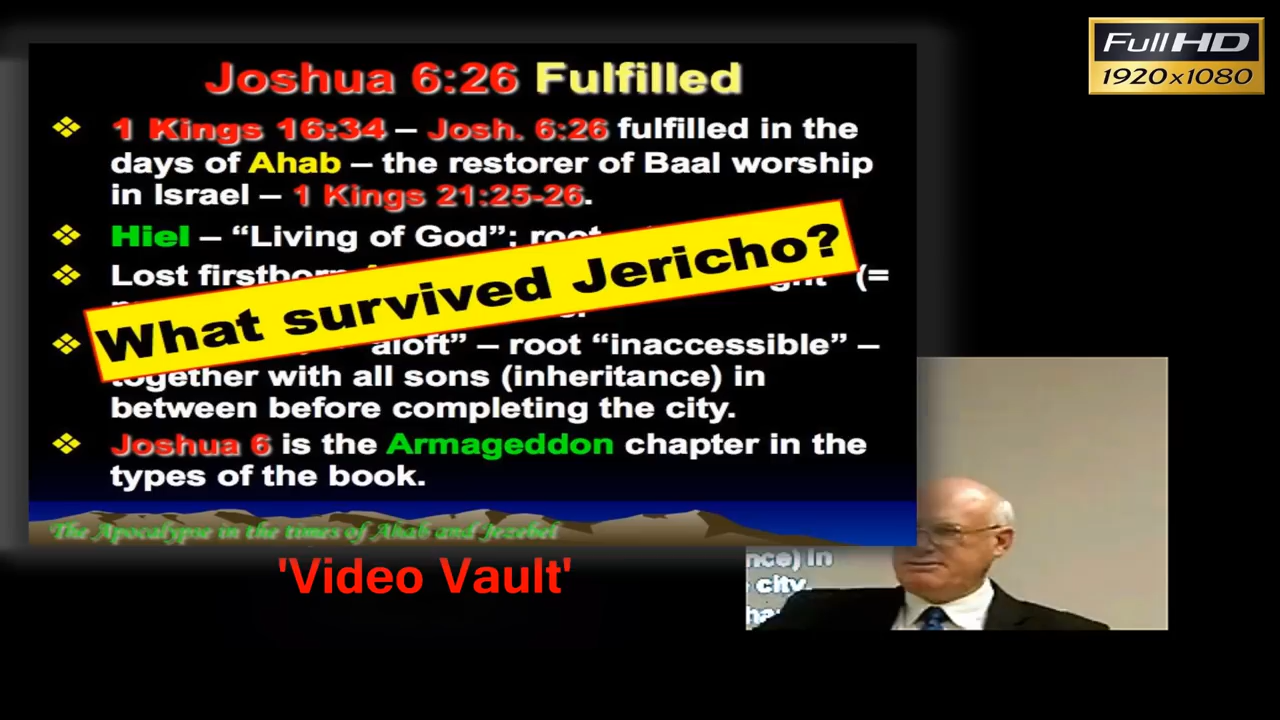 Full HD
1920x1080
Joshua 6:26 Fulfilled
1 Kings 16:34 – Josh. 6:26 fulfilled in the
days of Ahab – the restorer of Baal worship
in Israel – 1 Kings 21:25-26.
Hiel – “Living of God”; root
Lost firstborn (=
What survived Jericho?
“aloft” – root “inaccessible” –
together with all sons (inheritance) in
between before completing the city.
Joshua 6 is the Armageddon chapter in the
types of the book.
The Apocalypse in the times of Ahab and Jezebel
'Video Vault'
in
city.